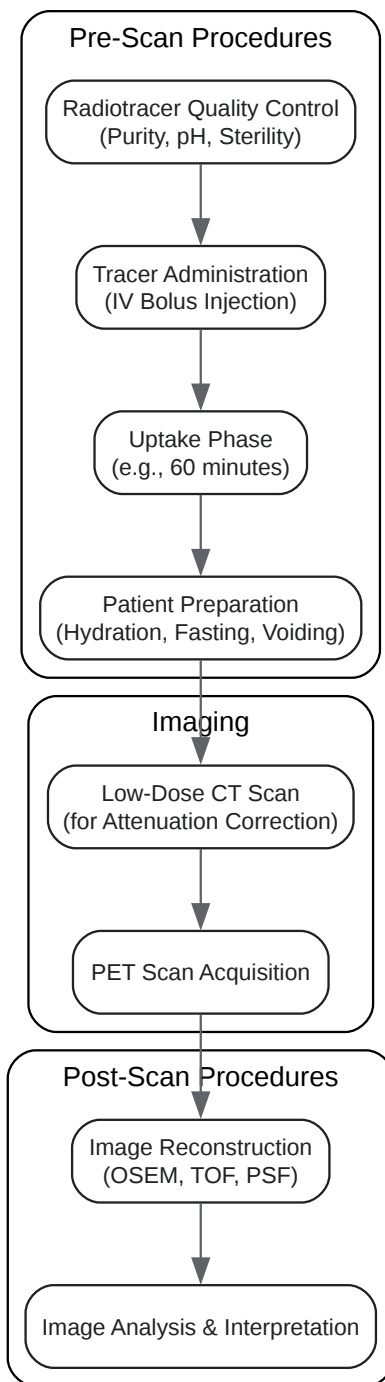 Pre-Scan Procedures
Radiotracer Quality Control
(Purity, pH, Sterility)
Tracer Administration
(IV Bolus Injection)
Uptake Phase
(e.g., 60 minutes)
Patient Preparation
(Hydration, Fasting, Voiding)
Imaging
Low-Dose CT Scan
(for Attenuation Correction)
PET Scan Acquisition
Post-Scan Procedures
Image Reconstruction
(OSEM, TOF, PSF)
Image Analysis & Interpretation